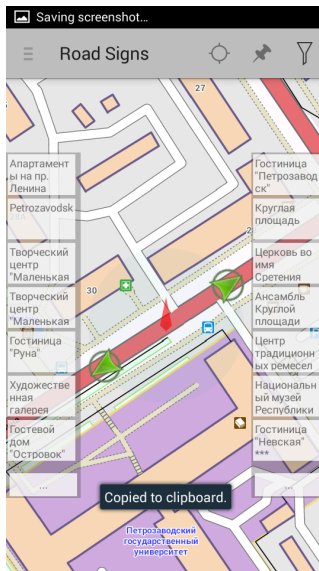 Saving screenshot...
Road Signs
27
Апартамент
ы на пр.
Ленина
Petrozavodsk
Творческий
центр
"Маленькая
Творческий
центр
"Маленькая
Гостиница
"Руна"
Художестве
нная
галерея
Гостевой
дом
"Островок"
...
30
Гостиница
"Петрозавод
ск"
Круглая
площадь
Церковь во
имя
Сретения
Ансамбль
Круглой
площади
Центр
традиционн
ых ремесел
Национальн
ый музей
Республики
Гостиница
"Невская"
***
...
Copied to clipboard.
Петрозаводский
государственный
университет